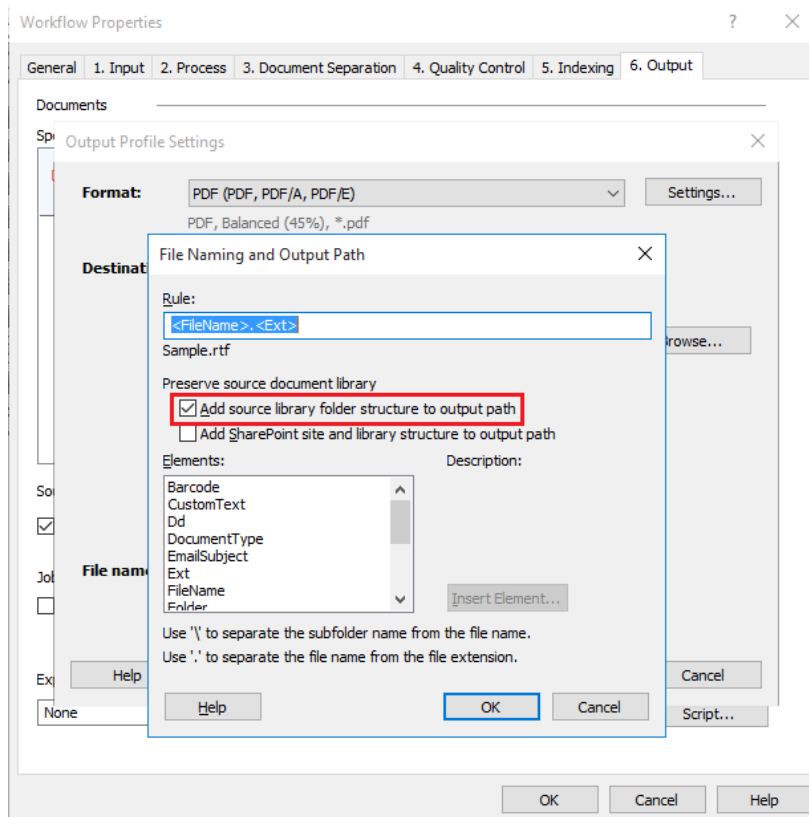 Workflow Properties
?
General 1. Input 2. Process 3. Document Separation 4. Quality Control 5. Indexing 6. Output
Documents
Output Profile Settings
Format: PDF (PDF, PDF/A, PDF/E) Settings...
PDF, Balanced (45%), *.pdf
File Naming and Output Path
Rule:
<FileName>.<Ext>
Sample.rtf
Preserve source document library
Add source library folder structure to output path
Add SharePoint site and library structure to output path
Elements: Description:
Barcode
CustomText
Dd
DocumentType
EmailSubject
Ext
FileName
Folder
Insert Element...
Use '\' to separate the subfolder name from the file name.
Use '.' to separate the file name from the file extension.
Help Cancel
Help OK Cancel
None Script...
OK Cancel Help